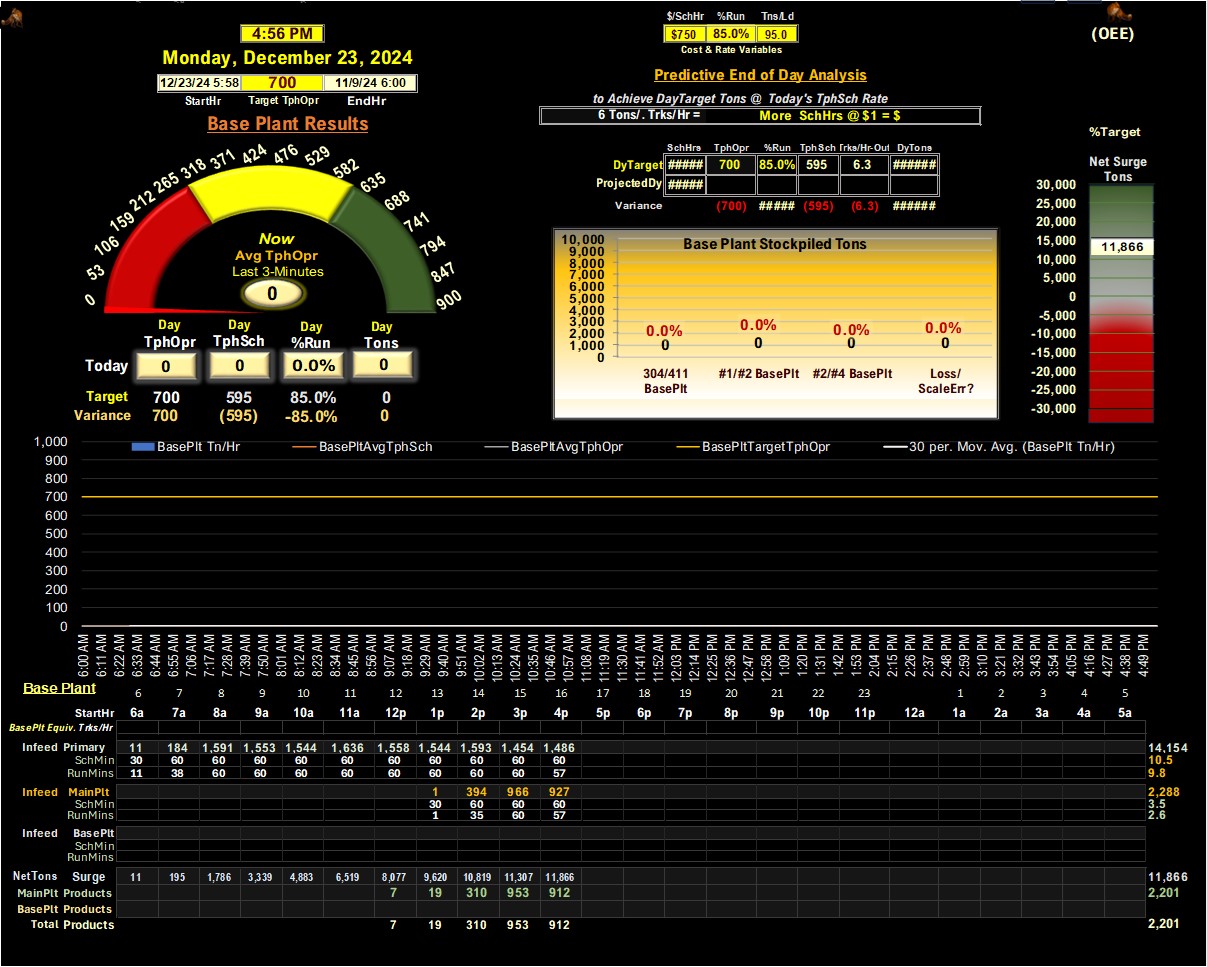 $/SchHr %Run Tns/Ld
4:56 PM
$750 85.0% 95.0
(OEE)
Cost & Rate Variables
Monday, December 23, 2024
12/23/24 5:58 700 11/9/24 6:00
StartHr Target TphOpr EndHr
Predictive End of Day Analysis
to Achieve DayTarget Tons @ Today's TphSch Rate
6 Tons/. Trks/Hr = More SchHrs @ $1 = $
Base Plant Results
%Target
SchHrs TphOpr %Run TphSch Trks/Hr-Out DyTons
DyTarget ##### 700 85.0% 595 6.3 ######
ProjectedDy #####
Variance (700) ##### (595) (6.3) ######
Net Surge
Tons
30,000
25,000
20,000
15,000
11,866
10,000
5,000
0
-5,000
-10,000
-15,000
-20,000
-25,000
-30,000
0 53 106 159 212 265 318 371 424 476 529 582 635 688 741 794 847 900
Now
Avg TphOpr
Last 3-Minutes
0
Day Day Day Day
TphOpr TphSch %Run Tons
Today 0 0 0.0% 0
Target 700 595 85.0% 0
Variance 700 (595) -85.0% 0
Base Plant Stockpiled Tons
10,000
9,000
8,000
7,000
6,000
5,000
4,000
3,000
2,000
1,000
0
0.0% 0.0% 0.0% 0.0%
0 0 0 0
304/411 BasePlt #1/#2 BasePlt #2/#4 BasePlt Loss/ ScaleErr?
BasePlt Tn/Hr BasePltAvgTphSch BasePltAvgTphOpr BasePltTargetTphOpr 30 per. Mov. Avg. (BasePlt Tn/Hr)
1,000
900
800
700
600
500
400
300
200
100
0
6:00 AM 6:11 AM 6:22 AM 6:33 AM 6:44 AM 6:55 AM 7:06 AM 7:17 AM 7:28 AM 7:39 AM 7:50 AM 8:01 AM 8:12 AM 8:23 AM 8:34 AM 8:45 AM 8:56 AM 9:07 AM 9:18 AM 9:29 AM 9:40 AM 9:51 AM 10:02 AM 10:13 AM 10:24 AM 10:35 AM 10:46 AM 10:57 AM 11:08 AM 11:19 AM 11:30 AM 11:41 AM 11:52 AM 12:03 PM 12:14 PM 12:25 PM 12:36 PM 12:47 PM 12:58 PM 1:09 PM 1:20 PM 1:31 PM 1:42 PM 1:53 PM 2:04 PM 2:15 PM 2:26 PM 2:37 PM 2:48 PM 2:59 PM 3:10 PM 3:21 PM 3:32 PM 3:43 PM 3:54 PM 4:05 PM 4:16 PM 4:27 PM 4:38 PM 4:49 PM
Base Plant 6 7 8 9 10 11 12 13 14 15 16 17 18 19 20 21 22 23 1 2 3 4 5
StartHr 6a 7a 8a 9a 10a 11a 12p 1p 2p 3p 4p 5p 6p 7p 8p 9p 10p 11p 12a 1a 2a 3a 4a 5a
BasePlt Equiv. Trks/Hr
Infeed Primary 11 184 1,591 1,553 1,544 1,636 1,558 1,544 1,593 1,454 1,486 14,154
SchMin 30 60 60 60 60 60 60 60 60 60 60 10.5
RunMins 11 38 60 60 60 60 60 60 60 60 57 9.8
Infeed MainPlt 1 394 966 927 2,288
SchMin 30 60 60 60 3.5
RunMins 1 35 60 57 2.6
Infeed BasePlt
SchMin
RunMins
NetTons Surge 11 195 1,786 3,339 4,883 6,519 8,077 9,620 10,819 11,307 11,866 11,866
MainPlt Products 7 19 310 953 912 2,201
BasePlt Products
Total Products 7 19 310 953 912 2,201